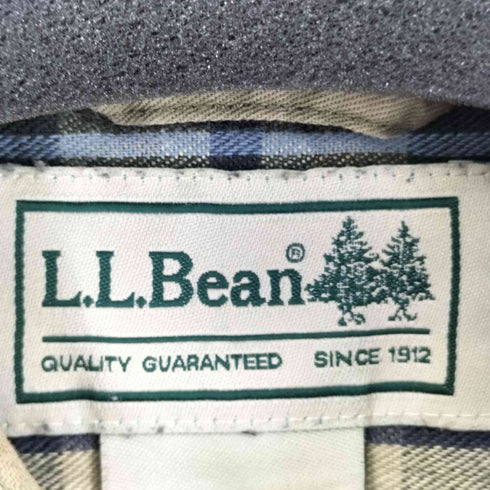 L.L.Bean®
QUALITY GUARANTEED SINCE 1912